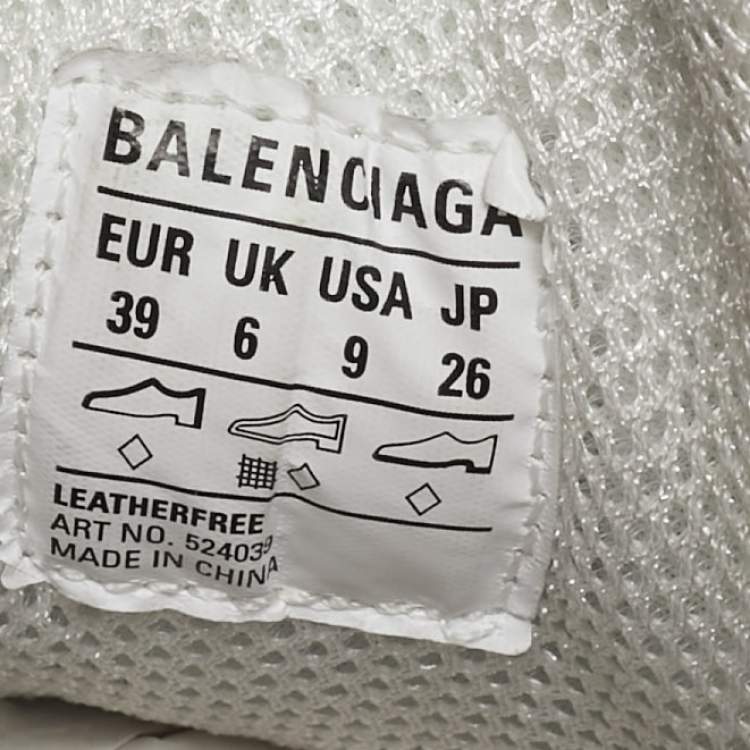 BALENCIAGA
EUR UK USA JP
39 6 9 26
LEATHERFREE
ART NO. 524039
MADE IN CHINA